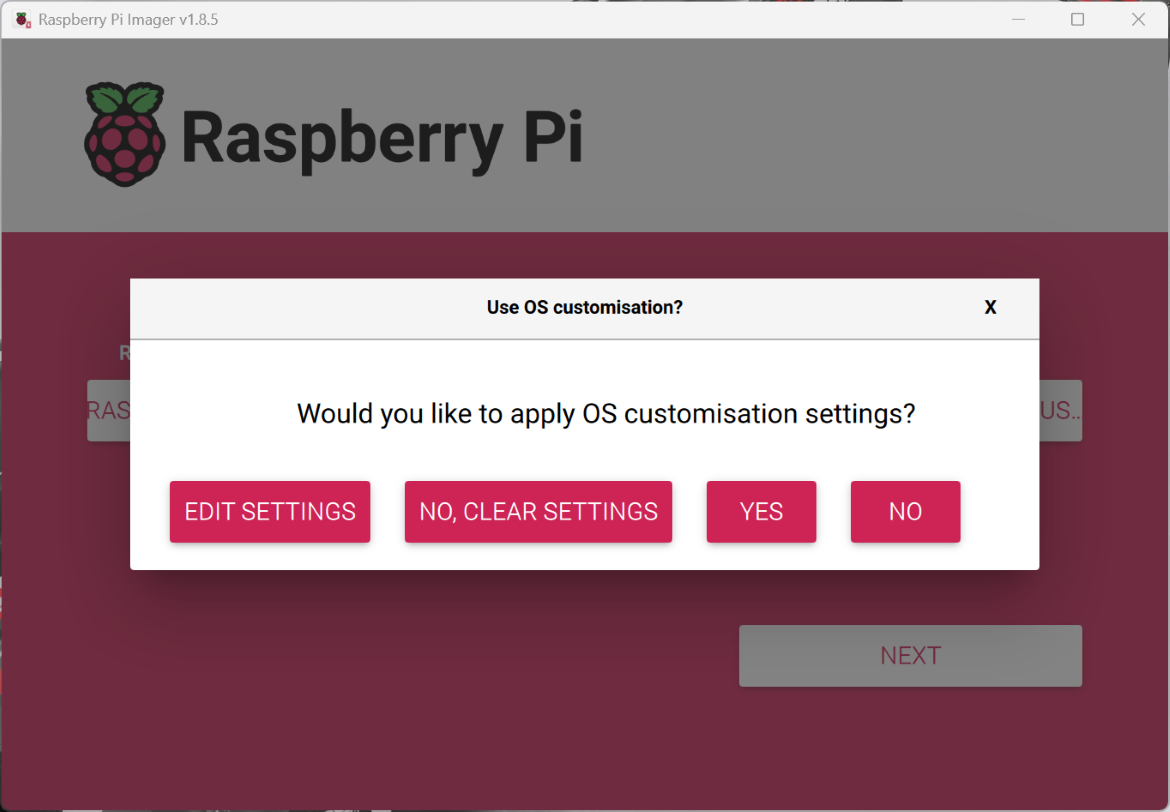 Raspberry Pi Imager v1.8.5
Raspberry Pi
Use OS customisation?
X
R
RAS
US..
Would you like to apply OS customisation settings?
EDIT SETTINGS
NO, CLEAR SETTINGS
YES
NO
NEXT